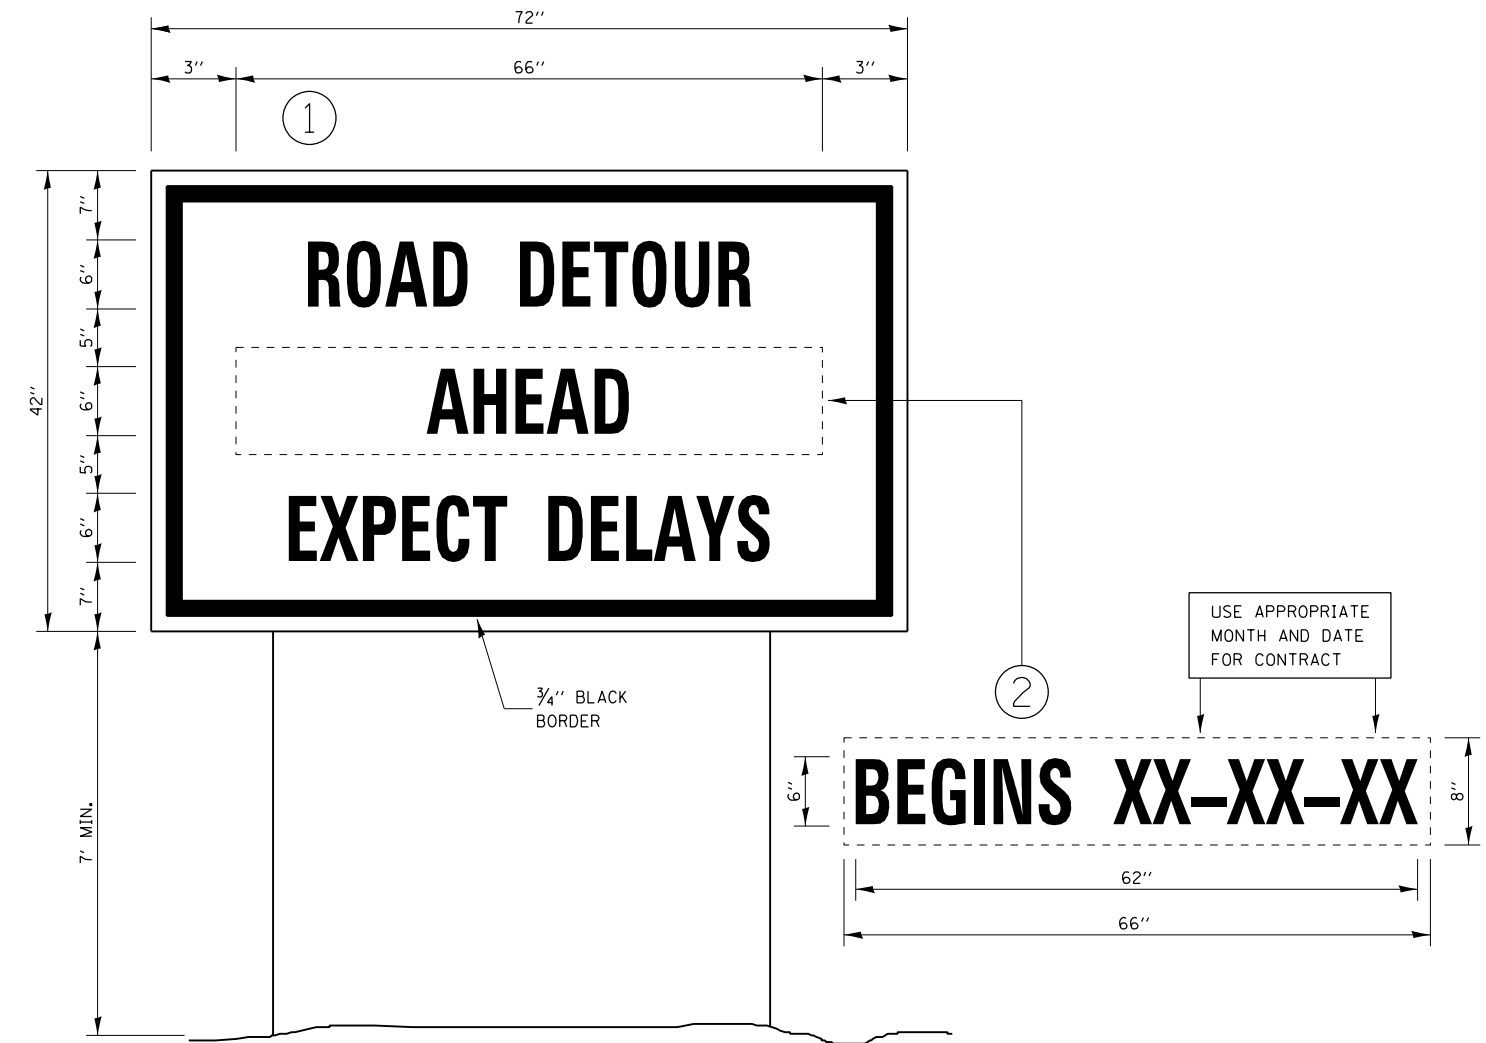 72''
3'' 66'' 3''
1
7''
6''
5''
6''
5''
6''
7''
42''
7' MIN.
ROAD DETOUR
AHEAD
EXPECT DELAYS
3/4'' BLACK
BORDER
2
USE APPROPRIATE
MONTH AND DATE
FOR CONTRACT
6''
BEGINS XX-XX-XX
8''
62''
66''